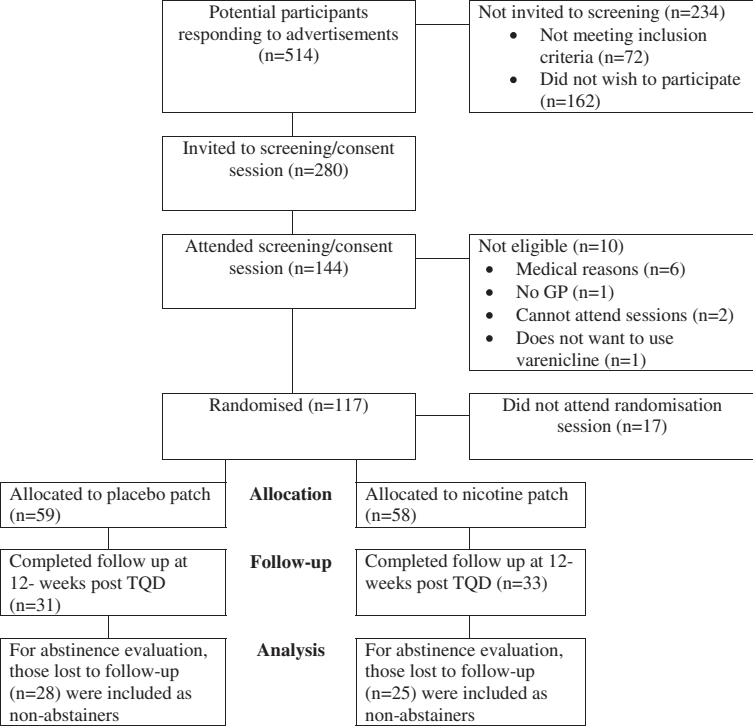 Potential participants
responding to advertisements
(n=514)
Not invited to screening (n=234)
• Not meeting inclusion
criteria (n=72)
• Did not wish to participate
(n=162)
Invited to screening/consent
session (n=280)
Attended screening/consent
session (n=144)
Not eligible (n=10)
• Medical reasons (n=6)
• No GP (n=1)
• Cannot attend sessions (n=2)
• Does not want to use
varenicline (n=1)
Randomised (n=117)
Did not attend randomisation
session (n=17)
Allocated to placebo patch
(n=59)
Allocation
Allocated to nicotine patch
(n=58)
Completed follow up at
12- weeks post TQD
(n=31)
Follow-up
Completed follow up at 12-
weeks post TQD (n=33)
For abstinence evaluation,
those lost to follow-up
(n=28) were included as
non-abstainers
Analysis
For abstinence evaluation,
those lost to follow-up
(n=25) were included as
non-abstainers